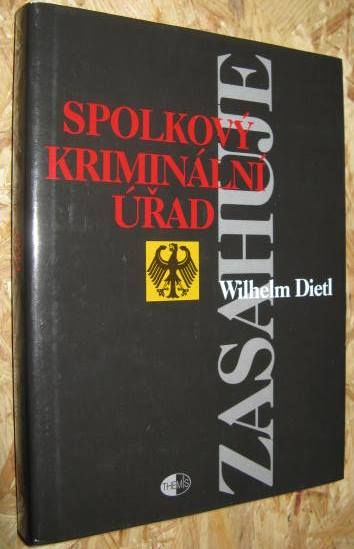 SPOLKOVÝ
KRIMINÁLNÍ
ÚŘAD
ZASAHUJE
Wilhelm Dietl
THEMIS